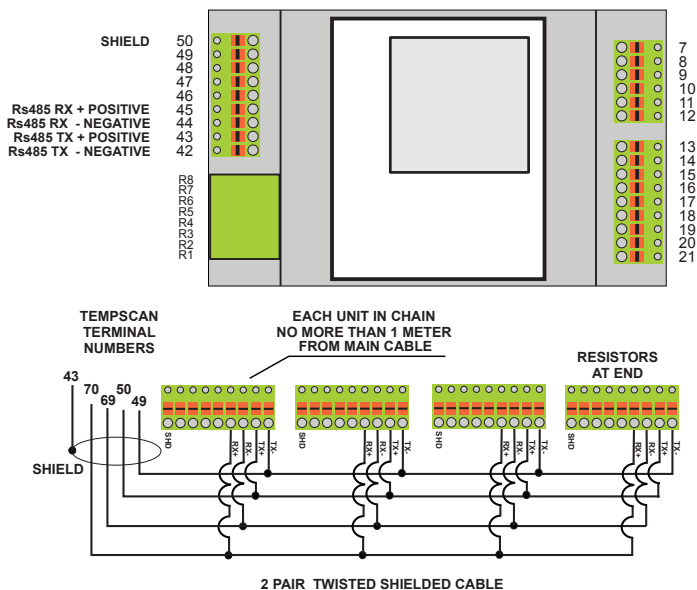 SHIELD 50
49
48
47
46
Rs485 RX + POSITIVE 45
Rs485 RX - NEGATIVE 44
Rs485 TX + POSITIVE 43
Rs485 TX - NEGATIVE 42
R8
R7
R6
R5
R4
R3
R2
R1
7
8
9
10
11
12
13
14
15
16
17
18
19
20
21
TEMPSCAN
TERMINAL
NUMBERS
EACH UNIT IN CHAIN
NO MORE THAN 1 METER
FROM MAIN CABLE
RESISTORS
AT END
43
70
69
50
49
SHIELD
SHD
RX+
RX-
TX+
TX-
SHD
RX+
RX-
TX+
TX-
SHD
RX+
RX-
TX+
TX-
SHD
RX+
RX-
TX+
TX-
2 PAIR TWISTED SHIELDED CABLE